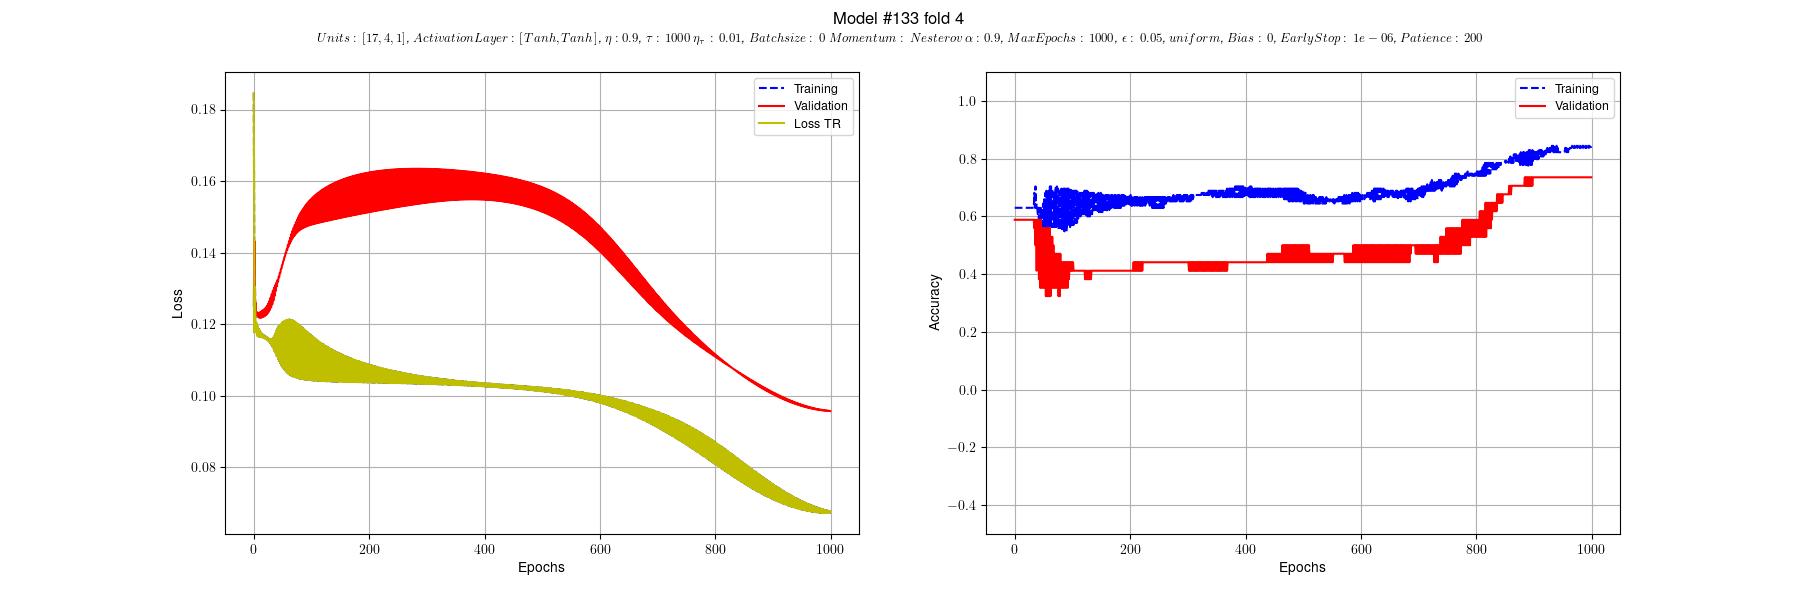 Model #133 fold 4
Units : [17, 4, 1], ActivationLayer : [Tanh, Tanh], η : 0.9, τ : 1000 η_τ : 0.01, Batchsize : 0 Momentum : Nesterov α : 0.9, MaxEpochs : 1000, ϵ : 0.05, uniform, Bias : 0, EarlyStop : 1e − 06, Patience : 200
Training
Validation
Loss TR
0.18
0.16
0.14
0.12
0.10
0.08
Loss
0
200
400
600
800
1000
Epochs
Training
Validation
1.0
0.8
0.6
0.4
0.2
0.0
−0.2
−0.4
Accuracy
0
200
400
600
800
1000
Epochs